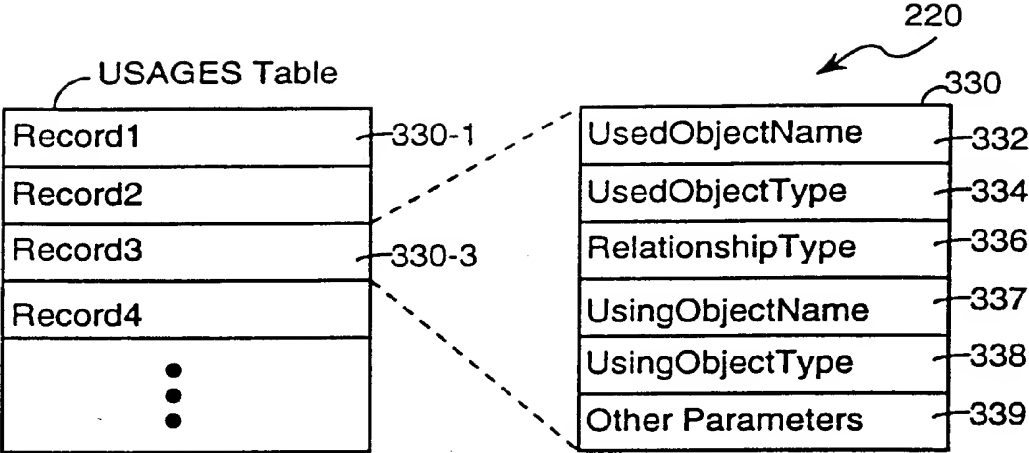 220
USAGES Table
330
Record1
330-1
Record2
Record3
330-3
Record4
UsedObjectName
332
UsedObjectType
334
RelationshipType
336
UsingObjectName
337
UsingObjectType
338
Other Parameters
339